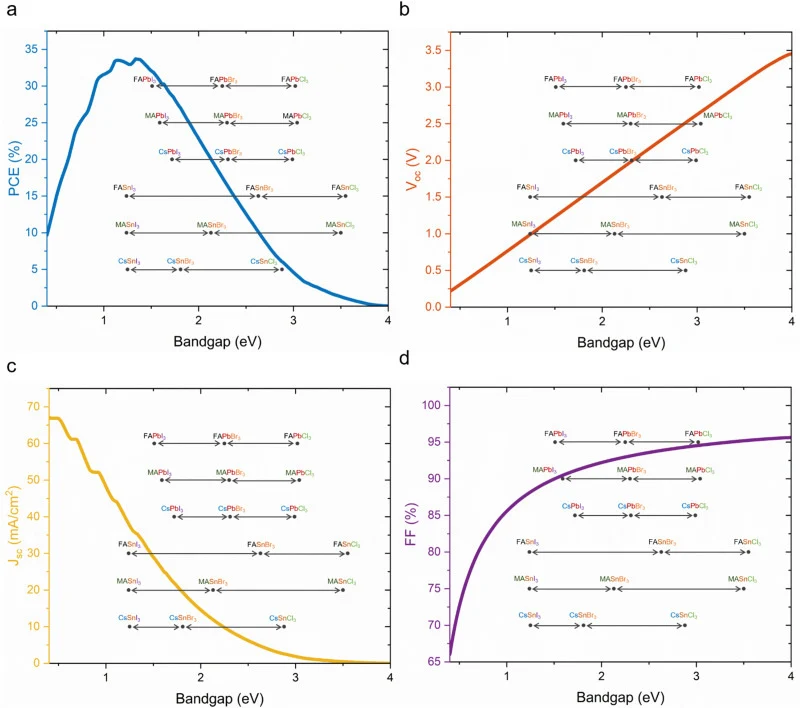 a
35
30
25
20
15
10
5
0
PCE (%)
FAPbI3 FAPbBr3 FAPbCl3
MAPbI3 MAPbBr3 MAPbCl3
CsPbI3 CsPbBr3 CsPbCl3
FASnI3 FASnBr3 FASnCl3
MASnI3 MASnBr3 MASnCl3
CsSnI3 CsSnBr3 CsSnCl3
1 2 3 4
Bandgap (eV)
b
3.5
3.0
2.5
2.0
1.5
1.0
0.5
0.0
Voc (V)
FAPbI3 FAPbBr3 FAPbCl3
MAPbI3 MAPbBr3 MAPbCl3
CsPbI3 CsPbBr3 CsPbCl3
FASnI3 FASnBr3 FASnCl3
MASnI3 MASnBr3 MASnCl3
CsSnI3 CsSnBr3 CsSnCl3
1 2 3 4
Bandgap (eV)
c
70
60
50
40
30
20
10
0
Jsc (mA/cm2)
FAPbI3 FAPbBr3 FAPbCl3
MAPbI3 MAPbBr3 MAPbCl3
CsPbI3 CsPbBr3 CsPbCl3
FASnI3 FASnBr3 FASnCl3
MASnI3 MASnBr3 MASnCl3
CsSnI3 CsSnBr3 CsSnCl3
1 2 3 4
Bandgap (eV)
d
100
95
90
85
80
75
70
65
FF (%)
FAPbI3 FAPbBr3 FAPbCl3
MAPbI3 MAPbBr3 MAPbCl3
CsPbI3 CsPbBr3 CsPbCl3
FASnI3 FASnBr3 FASnCl3
MASnI3 MASnBr3 MASnCl3
CsSnI3 CsSnBr3 CsSnCl3
1 2 3 4
Bandgap (eV)